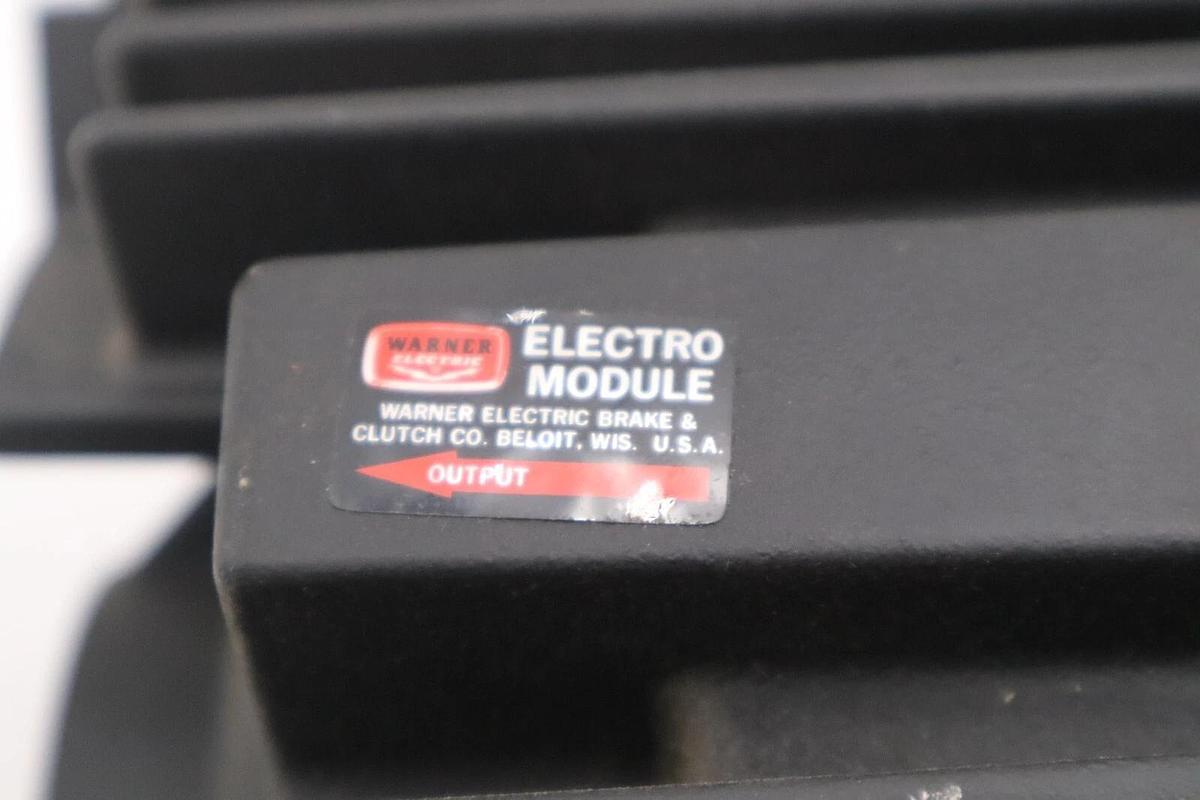 WARNER
ELECTRIC
ELECTRO
MODULE
WARNER ELECTRIC BRAKE &
CLUTCH CO. BELOIT, WIS. U.S.A.
OUTPUT